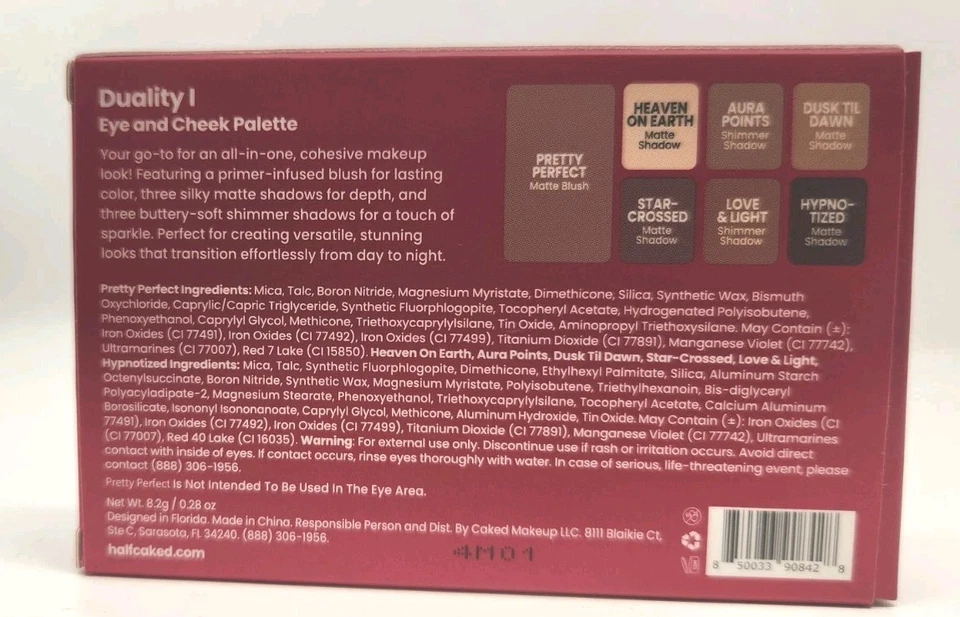 Duality I
Eye and Cheek Palette
Your go-to for an all-in-one, cohesive makeup
look! Featuring a primer-infused blush for lasting
color, three silky matte shadows for depth, and
three buttery-soft shimmer shadows for a touch of
sparkle. Perfect for creating versatile, stunning
looks that transition effortlessly from day to night.
PRETTY
PERFECT
Matte Blush
HEAVEN
ON EARTH
Matte
Shadow
AURA
POINTS
Shimmer
Shadow
DUSK TIL
DAWN
Matte
Shadow
STAR-
CROSSED
Matte
Shadow
LOVE
& LIGHT
Shimmer
Shadow
HYPNO-
TIZED
Matte
Shadow
Pretty Perfect Ingredients: Mica, Talc, Boron Nitride, Magnesium Myristate, Dimethicone, Silica, Synthetic Wax, Bismuth
Oxychloride, Caprylic/Capric Triglyceride, Synthetic Fluorphlogopite, Tocopheryl Acetate, Hydrogenated Polyisobutene,
Phenoxyethanol, Caprylyl Glycol, Methicone, Triethoxycaprylylsilane, Tin Oxide, Aminopropyl Triethoxysilane. May Contain (±):
Iron Oxides (CI 77491), Iron Oxides (CI 77492), Iron Oxides (CI 77499), Titanium Dioxide (CI 77891), Manganese Violet (CI 77742),
Ultramarines (CI 77007), Red 7 Lake (CI 15850). Heaven On Earth, Aura Points, Dusk Til Dawn, Star-Crossed, Love & Light,
Hypnotized Ingredients: Mica, Talc, Synthetic Fluorphlogopite, Dimethicone, Ethylhexyl Palmitate, Silica, Aluminum Starch
Octenylsuccinate, Boron Nitride, Synthetic Wax, Magnesium Myristate, Polyisobutene, Triethylhexanoin, Bis-diglyceryl
Polyacyladipate-2, Magnesium Stearate, Phenoxyethanol, Triethoxycaprylylsilane, Tocopheryl Acetate, Calcium Aluminum
Borosilicate, Isononyl Isononanoate, Caprylyl Glycol, Methicone, Aluminum Hydroxide, Tin Oxide. May Contain (±): Iron Oxides (CI
77491), Iron Oxides (CI 77492), Iron Oxides (CI 77499), Titanium Dioxide (CI 77891), Manganese Violet (CI 77742), Ultramarines
(CI 77007), Red 40 Lake (CI 16035). Warning: For external use only. Discontinue use if rash or irritation occurs. Avoid direct
contact with inside of eyes. If contact occurs, rinse eyes thoroughly with water. In case of serious, life-threatening event, please
contact (888) 306-1956.
Pretty Perfect Is Not Intended To Be Used In The Eye Area.
Net Wt. 8.2g / 0.28 oz
Designed in Florida. Made in China. Responsible Person and Dist. By Caked Makeup LLC. 8111 Blaikie Ct,
Ste C, Sarasota, FL 34240. (888) 306-1956.
halfcaked.com
4M01
8 50033 90842 8